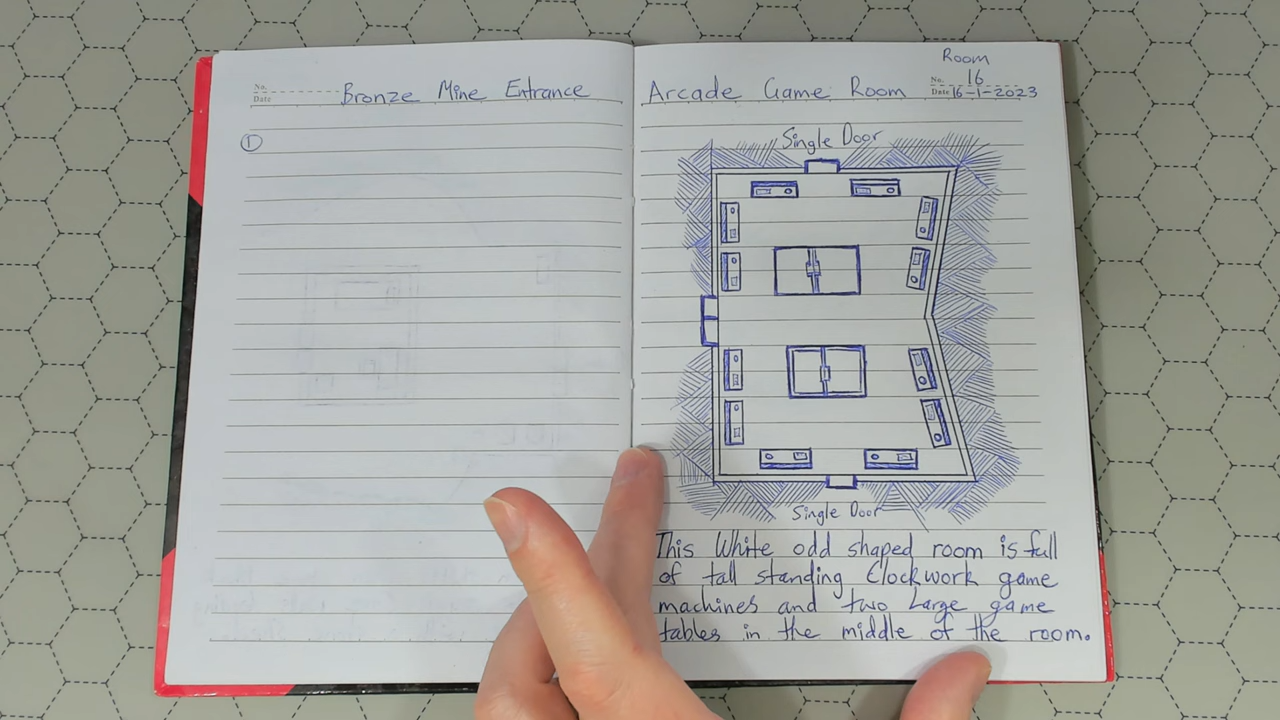 No.
Date
Bronze Mine Entrance
①
Room
Arcade Game Room
No. 16
Date 16-1-2023
Single Door
Single Door
This White odd shaped room is full
of tall standing Clockwork game
machines and two Large game
tables in the middle of the room.